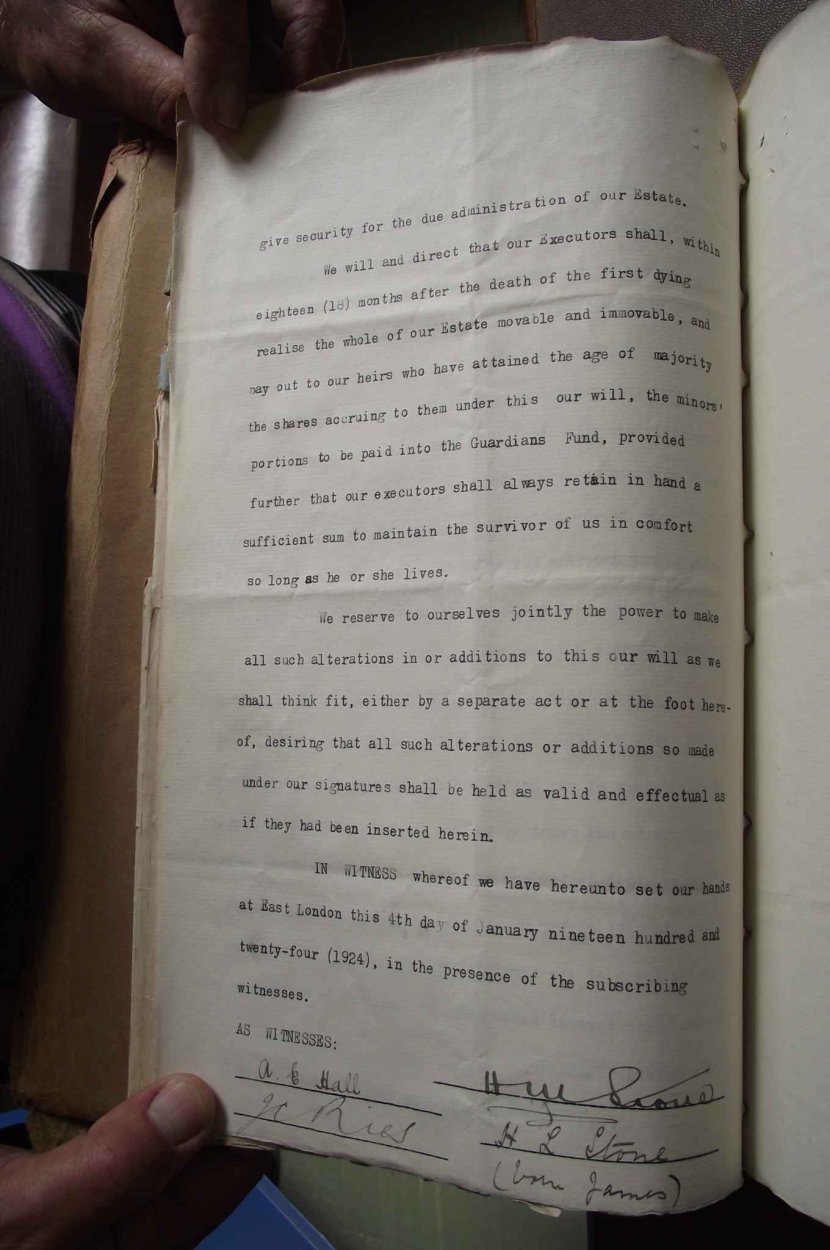 give security for the due administration of our Estate.
We will and direct that our Executors shall, within
eighteen (18) months after the death of the first dying
realise the whole of our Estate movable and immovable, and
pay out to our heirs who have attained the age of majority
the shares accruing to them under this our will, the minors'
portions to be paid into the Guardians Fund, provided
further that our executors shall always retain in hand a
sufficient sum to maintain the survivor of us in comfort
so long as he or she lives.
We reserve to ourselves jointly the power to make
all such alterations in or additions to this our will as we
shall think fit, either by a separate act or at the foot here-
of, desiring that all such alterations or additions so made
under our signatures shall be held as valid and effectual as
if they had been inserted herein.
IN WITNESS whereof we have hereunto set our hands
at East London this 4th day of January nineteen hundred and
twenty-four (1924), in the presence of the subscribing
witnesses.
AS WITNESSES:
A. E Hall
Ries
H W Stone
H L Stone
(born James)